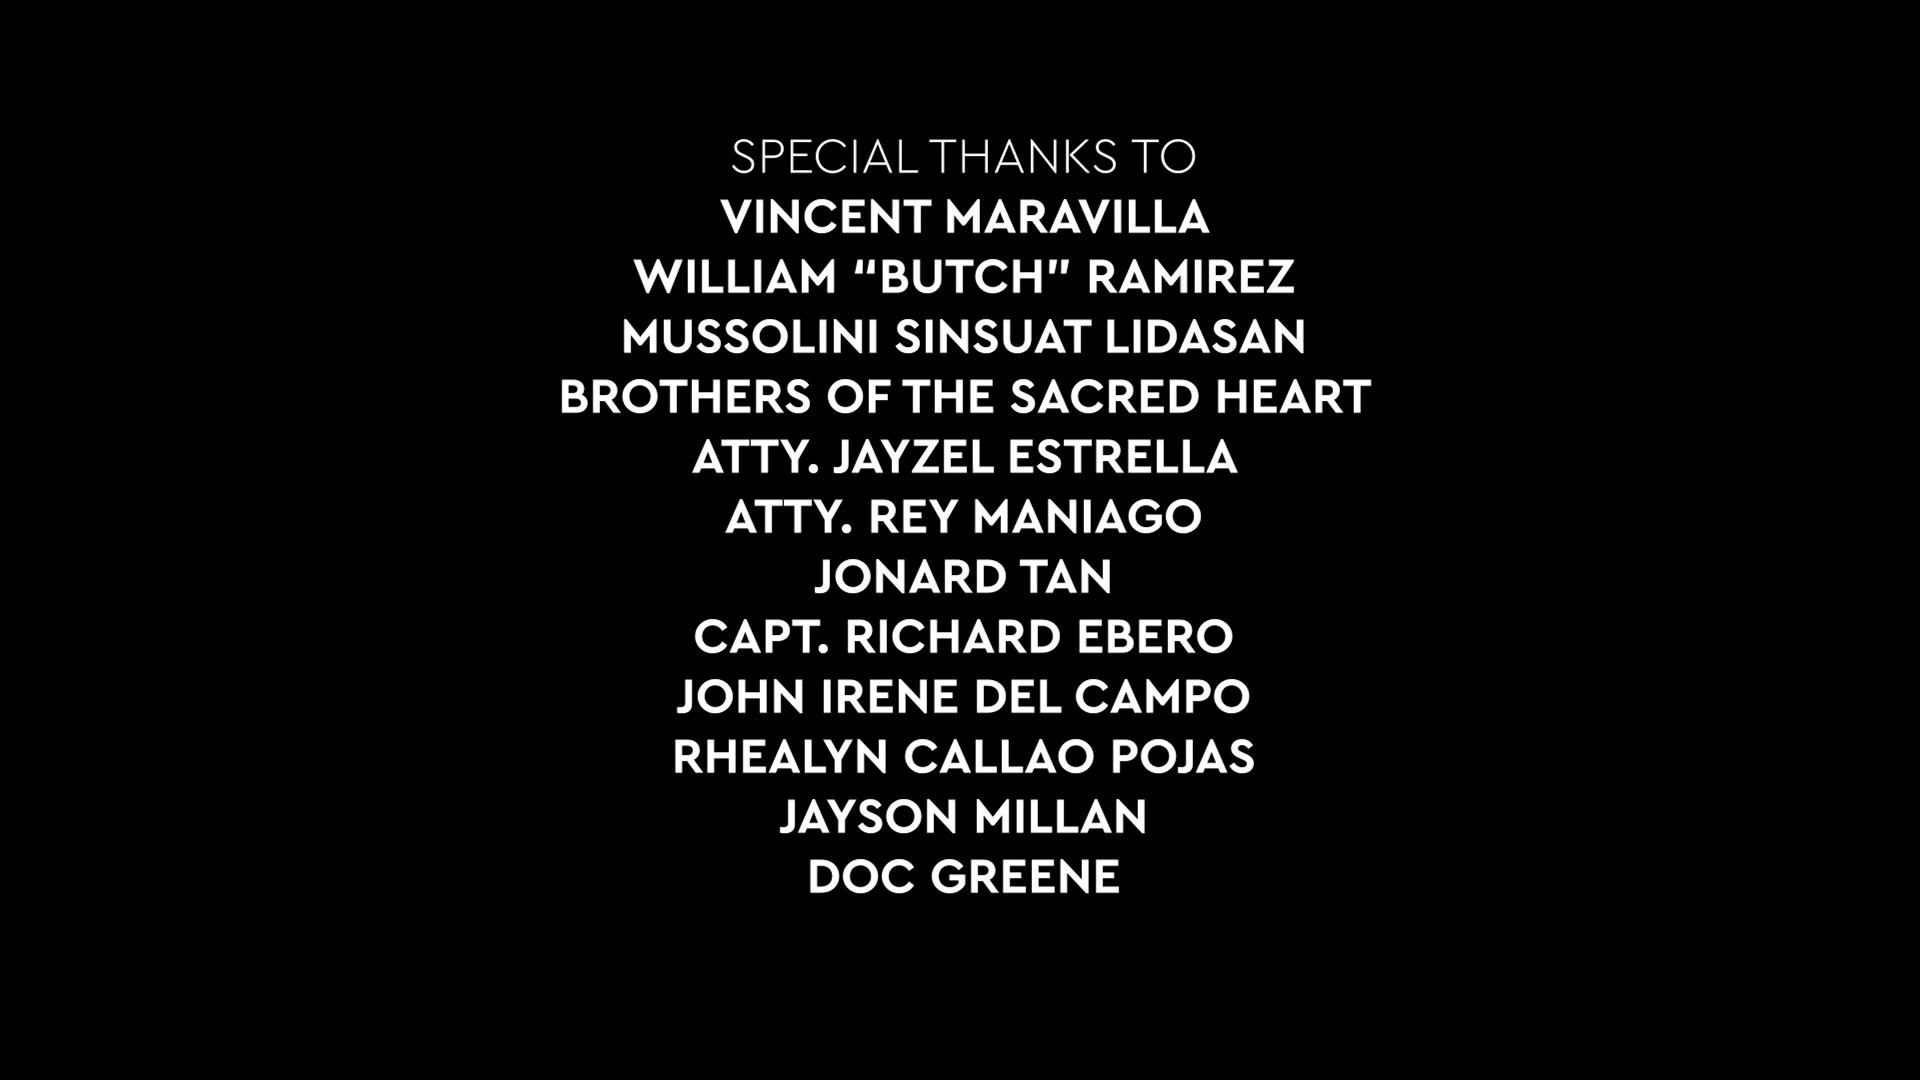 SPECIAL THANKS TO
VINCENT MARAVILLA
WILLIAM “BUTCH” RAMIREZ
MUSSOLINI SINSUAT LIDASAN
BROTHERS OF THE SACRED HEART
ATTY. JAYZEL ESTRELLA
ATTY. REY MANIAGO
JONARD TAN
CAPT. RICHARD EBERO
JOHN IRENE DEL CAMPO
RHEALYN CALLAO POJAS
JAYSON MILLAN
DOC GREENE